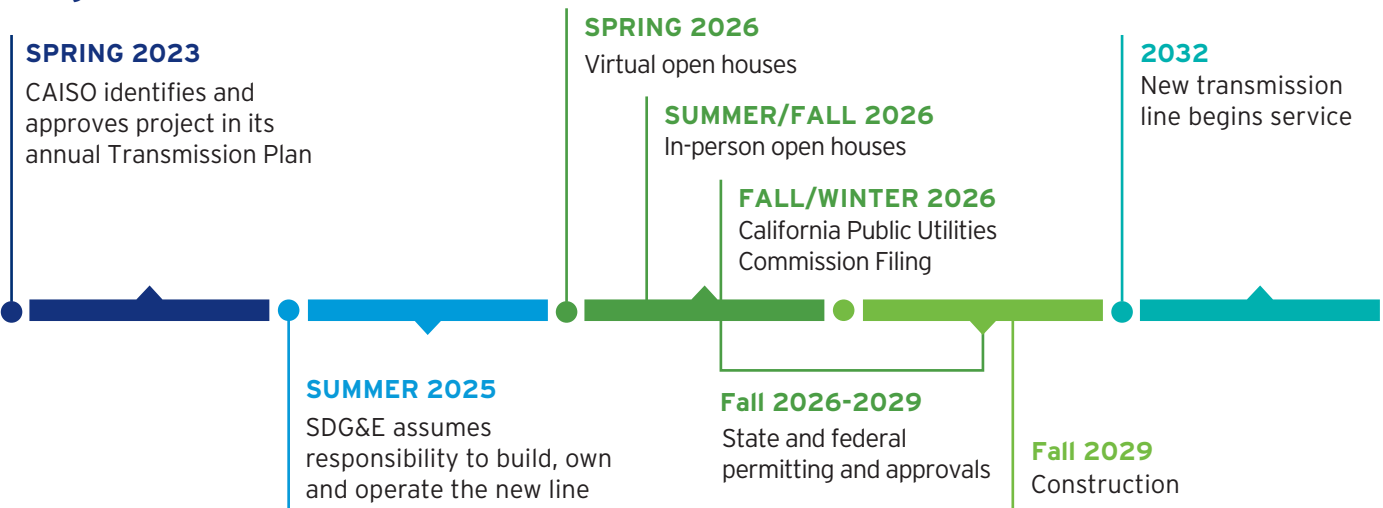 SPRING 2023
CAISO identifies and
approves project in its
annual Transmission Plan
SUMMER 2025
SDG&E assumes
responsibility to build, own
and operate the new line
SPRING 2026
Virtual open houses
SUMMER/FALL 2026
In-person open houses
FALL/WINTER 2026
California Public Utilities
Commission Filing
Fall 2026-2029
State and federal
permitting and approvals
Fall 2029
Construction
2032
New transmission
line begins service